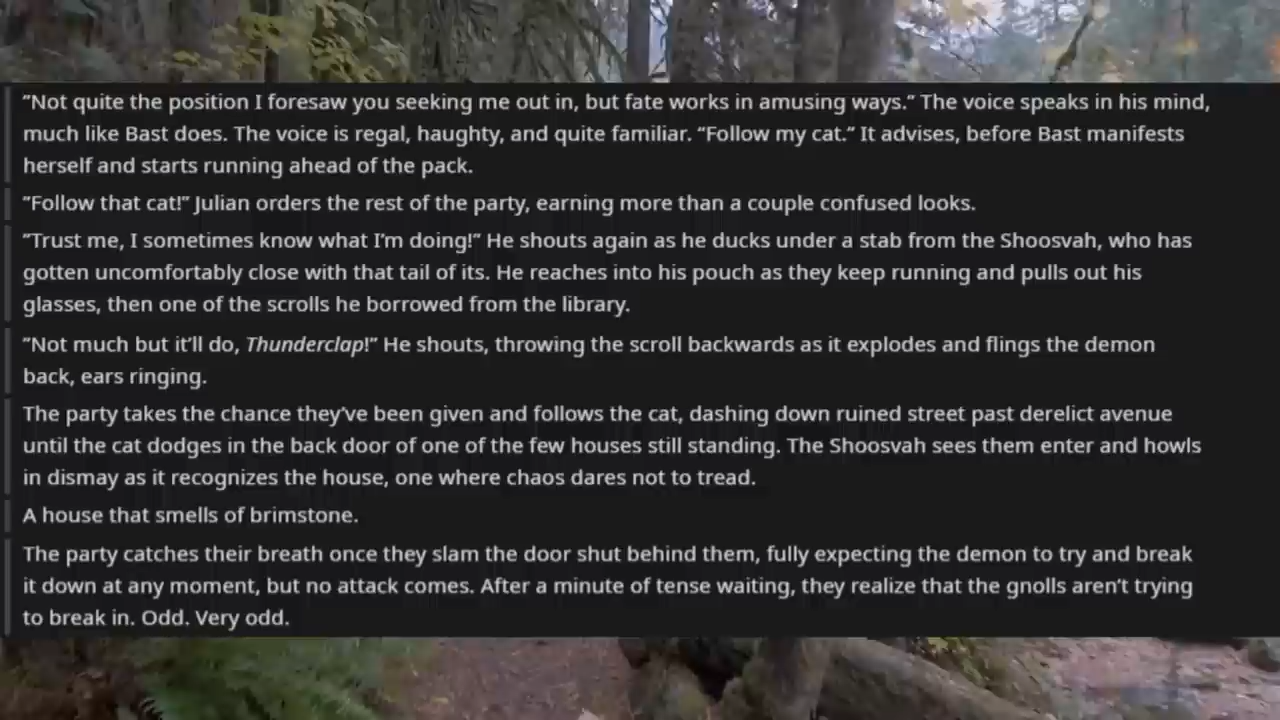 “Not quite the position I foresaw you seeking me out in, but fate works in amusing ways.” The voice speaks in his mind,
much like Bast does. The voice is regal, haughty, and quite familiar. “Follow my cat.” It advises, before Bast manifests
herself and starts running ahead of the pack.
“Follow that cat!” Julian orders the rest of the party, earning more than a couple confused looks.
“Trust me, I sometimes know what I’m doing!” He shouts again as he ducks under a stab from the Shoosvah, who has
gotten uncomfortably close with that tail of its. He reaches into his pouch as they keep running and pulls out his
glasses, then one of the scrolls he borrowed from the library.
“Not much but it’ll do, Thunderclap!” He shouts, throwing the scroll backwards as it explodes and flings the demon
back, ears ringing.
The party takes the chance they’ve been given and follows the cat, dashing down ruined street past derelict avenue
until the cat dodges in the back door of one of the few houses still standing. The Shoosvah sees them enter and howls
in dismay as it recognizes the house, one where chaos dares not to tread.
A house that smells of brimstone.
The party catches their breath once they slam the door shut behind them, fully expecting the demon to try and break
it down at any moment, but no attack comes. After a minute of tense waiting, they realize that the gnolls aren’t trying
to break in. Odd. Very odd.